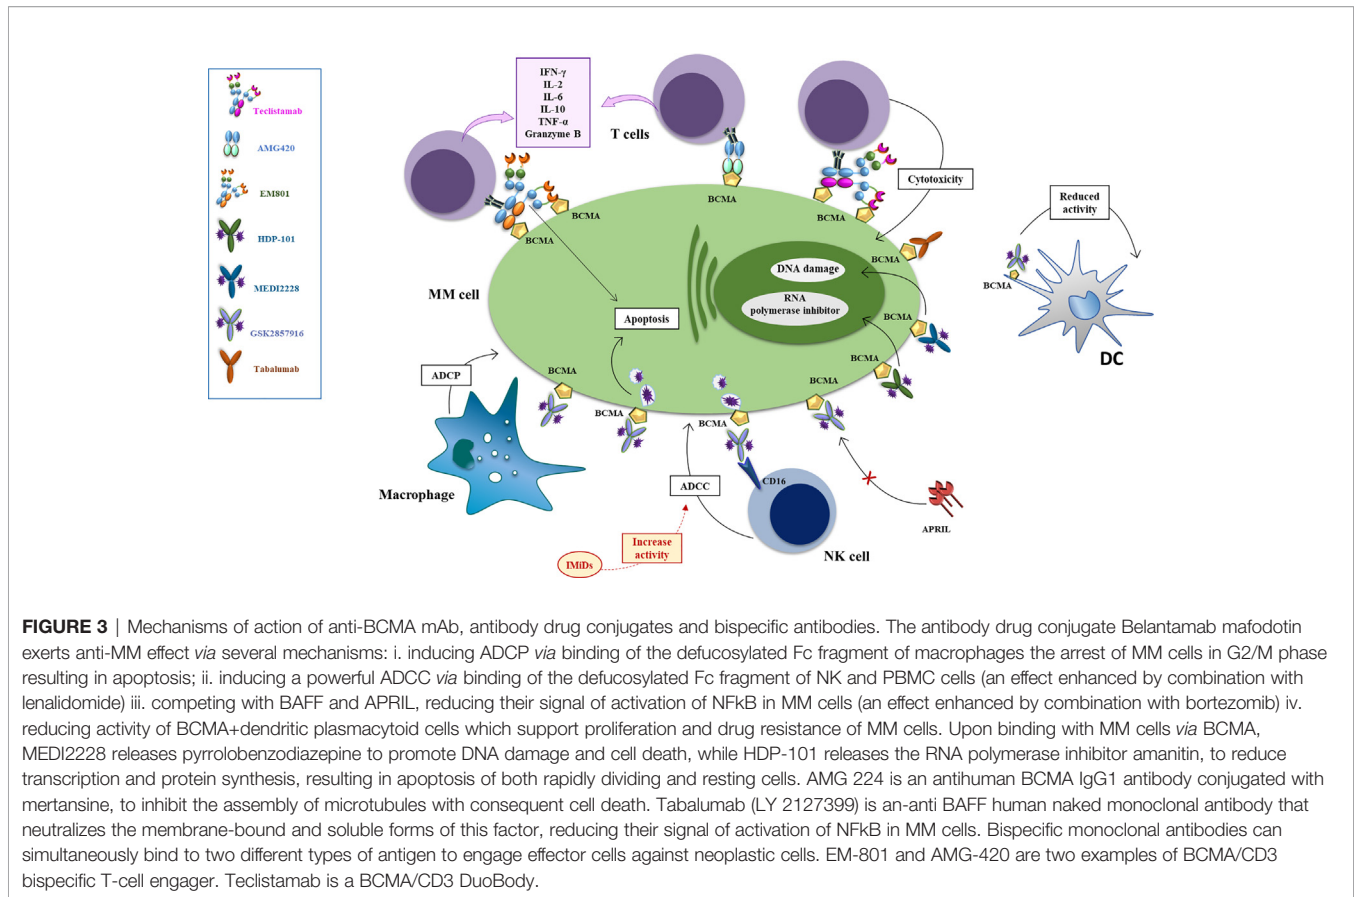 Teclistamab
AMG420
EM801
HDP-101
MEDI2228
GSK2857916
Tabalumab
IFN-γ
IL-2
IL-6
IL-10
TNF-α
Granzyme B
T cells
BCMA
BCMA
BCMA
BCMA
Cytotoxicity
BCMA
MM cell
DNA damage
RNA
polymerase inhibitor
Apoptosis
BCMA
BCMA
BCMA
BCMA
BCMA
BCMA
ADCP
Macrophage
ADCC
CD16
NK cell
Increase
activity
IMiDs
APRIL
Reduced
activity
BCMA
DC
FIGURE 3 | Mechanisms of action of anti-BCMA mAb, antibody drug conjugates and bispecific antibodies. The antibody drug conjugate Belantamab mafodotin
exerts anti-MM effect via several mechanisms: i. inducing ADCP via binding of the defucosylated Fc fragment of macrophages the arrest of MM cells in G2/M phase
resulting in apoptosis; ii. inducing a powerful ADCC via binding of the defucosylated Fc fragment of NK and PBMC cells (an effect enhanced by combination with
lenalidomide) iii. competing with BAFF and APRIL, reducing their signal of activation of NFkB in MM cells (an effect enhanced by combination with bortezomib) iv.
reducing activity of BCMA+dendritic plasmacytoid cells which support proliferation and drug resistance of MM cells. Upon binding with MM cells via BCMA,
MEDI2228 releases pyrrolobenzodiazepine to promote DNA damage and cell death, while HDP-101 releases the RNA polymerase inhibitor amanitin, to reduce
transcription and protein synthesis, resulting in apoptosis of both rapidly dividing and resting cells. AMG 224 is an antihuman BCMA IgG1 antibody conjugated with
mertansine, to inhibit the assembly of microtubules with consequent cell death. Tabalumab (LY 2127399) is an-anti BAFF human naked monoclonal antibody that
neutralizes the membrane-bound and soluble forms of this factor, reducing their signal of activation of NFkB in MM cells. Bispecific monoclonal antibodies can
simultaneously bind to two different types of antigen to engage effector cells against neoplastic cells. EM-801 and AMG-420 are two examples of BCMA/CD3
bispecific T-cell engager. Teclistamab is a BCMA/CD3 DuoBody.